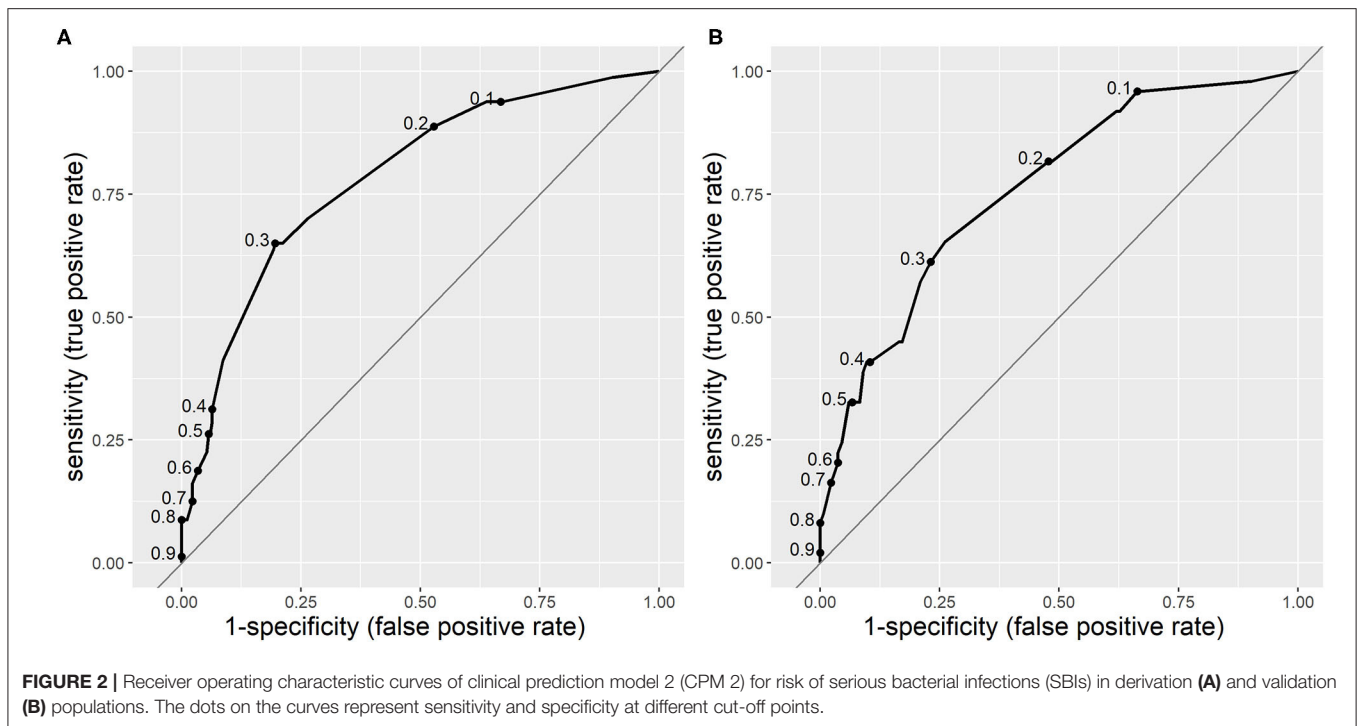 A
sensitivity (true positive rate)
1.00
0.75
0.50
0.25
0.00
0.1
0.2
0.3
0.4
0.5
0.6
0.7
0.8
0.9
0.00 0.25 0.50 0.75 1.00
1-specificity (false positive rate)
B
sensitivity (true positive rate)
1.00
0.75
0.50
0.25
0.00
0.1
0.2
0.3
0.4
0.5
0.6
0.7
0.8
0.9
0.00 0.25 0.50 0.75 1.00
1-specificity (false positive rate)
FIGURE 2 | Receiver operating characteristic curves of clinical prediction model 2 (CPM 2) for risk of serious bacterial infections (SBIs) in derivation (A) and validation
(B) populations. The dots on the curves represent sensitivity and specificity at different cut-off points.